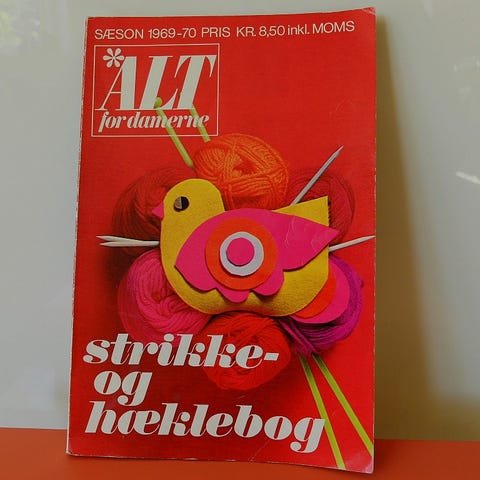 SÆSON 1969-70 PRIS KR. 8,50 inkl. MOMS
*ALT
for damerne
strikke-
og
hæklebog